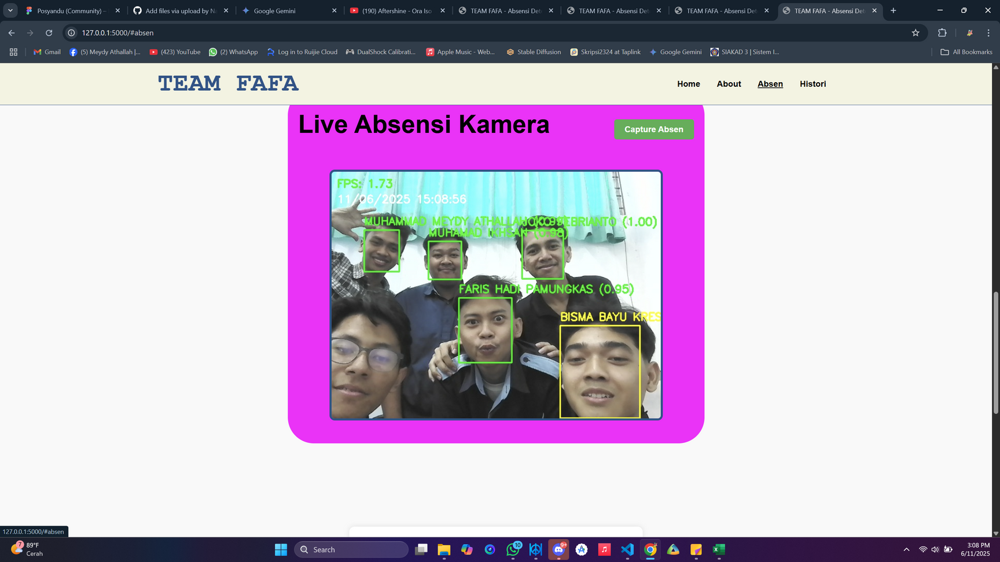 Posyandu (Community) –
Add files via upload by Na
Google Gemini
(190) Aftershine - Ora Iso
TEAM FAFA - Absensi Det
TEAM FAFA - Absensi Det
TEAM FAFA - Absensi Det
TEAM FAFA - Absensi Det
127.0.0.1:5000/#absen
Gmail
(5) Meydy Athallah |...
(423) YouTube
(2) WhatsApp
Log in to Ruijie Cloud
DualShock Calibrati...
Apple Music - Web...
Stable Diffusion
Skripsi2324 at Taplink
Google Gemini
SIAKAD 3 | Sistem I...
All Bookmarks
TEAM FAFA
Home
About
Absen
Histori
Live Absensi Kamera
Capture Absen
FPS: 1.73
11/06/2025 15:08:56
MUHAMMAD MEYDY ATHALLAH
EBRIANTO (1.00)
MUHAMAD IKHSAN (0.98)
FARIS HADI PAMUNGKAS (0.95)
BISMA BAYU KRES
127.0.0.1:5000/#absen
7
89°F
Cerah
Search
10
9+
3:08 PM
6/11/2025